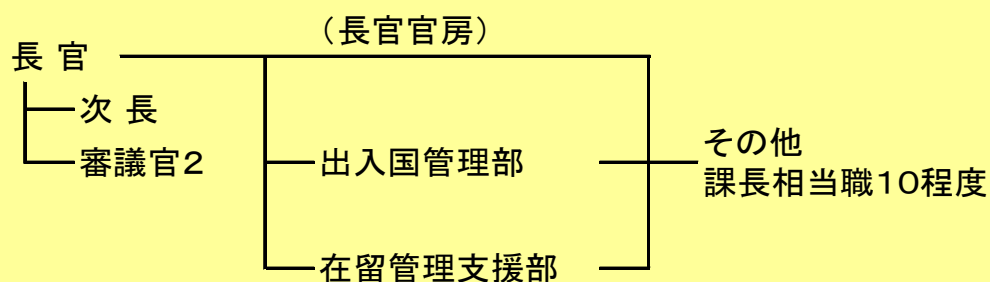 (長官官房)
長官
次長
審議官2
出入国管理部
在留管理支援部
その他
課長相当職10程度